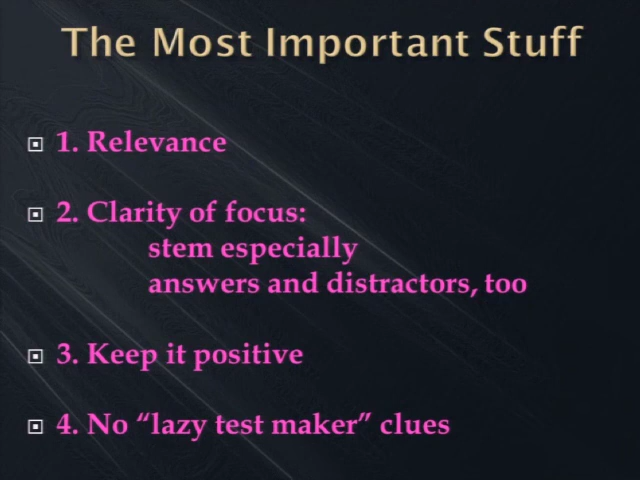 The Most Important Stuff
1. Relevance
2. Clarity of focus:
stem especially
answers and distractors, too
3. Keep it positive
4. No “lazy test maker” clues